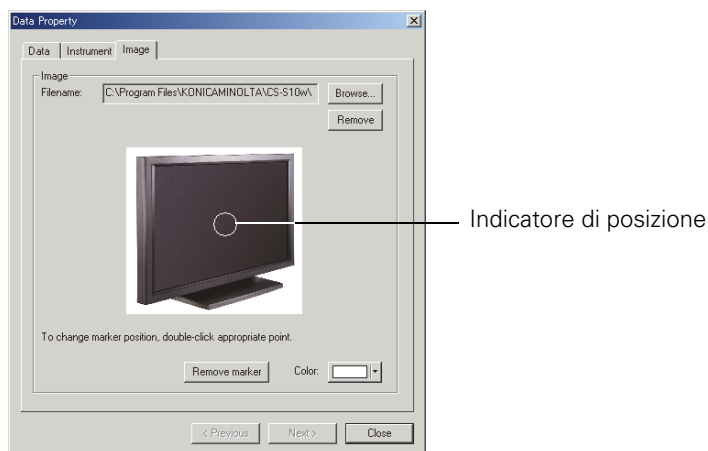 Data Property
Data Instrument Image
Image
Filename: C:\Program Files\KONICAMINOLTA\CS-S10w\ Browse...
Remove
Indicatore di posizione
To change marker position, double-click appropriate point.
Remove marker Color:
< Previous Next > Close